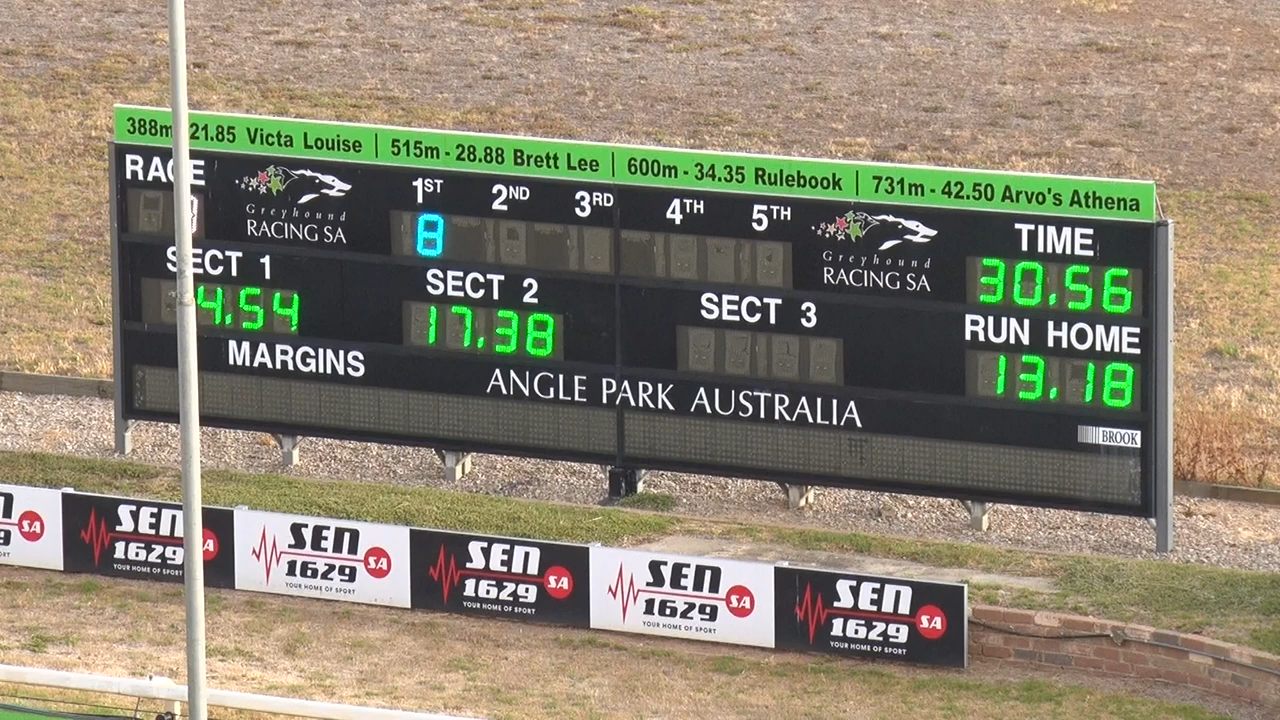 388m 21.85 Victa Louise | 515m - 28.88 Brett Lee | 600m - 34.35 Rulebook | 731m - 42.50 Arvo's Athena
RACE
Greyhound
RACING SA
1ST 2ND 3RD 4TH 5TH
8
Greyhound
RACING SA
TIME
30.56
SECT 1
4.54
SECT 2
17.38
SECT 3
RUN HOME
13.18
MARGINS
ANGLE PARK AUSTRALIA
BROOK
9 SA
SEN
1629 SA
SEN
1629 SA
YOUR HOME OF SPORT
SEN
1629 SA
YOUR HOME OF SPORT
SEN
1629 SA
YOUR HOME OF SPORT
SEN
1629 SA
YOUR HOME OF SPORT